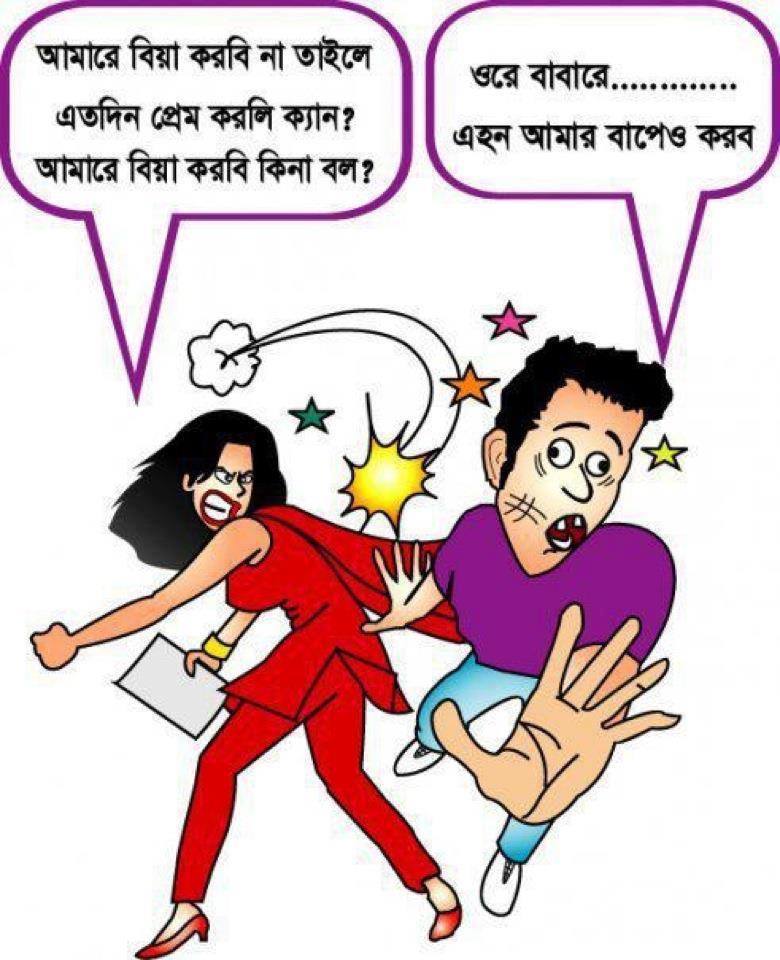 আমারে বিয়া করবি না তাইলে
এতদিন প্রেম করলি ক্যান?
আমারে বিয়া করবি কিনা বল?
ওরে বাবারে.............
এহন আমার বাপেও করব